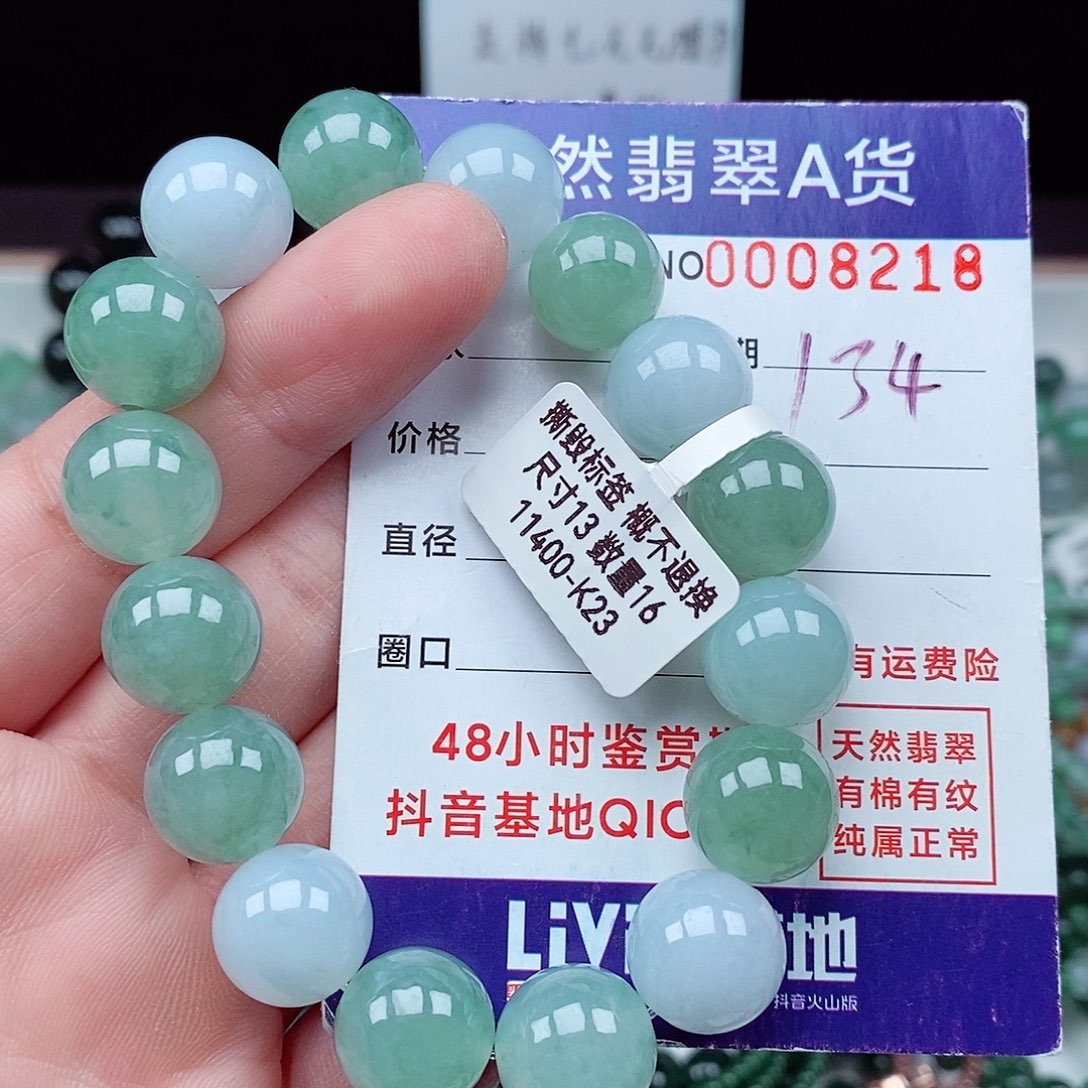 然翡翠A货
NO0008218
期 134
价格
撕毁标签 概不退换
尺寸13 数量16
11400-K23
直径
圈口
有运费险
48小时鉴赏
抖音基地QIC
天然翡翠
有棉有纹
纯属正常
LiVi
地
抖音火山版